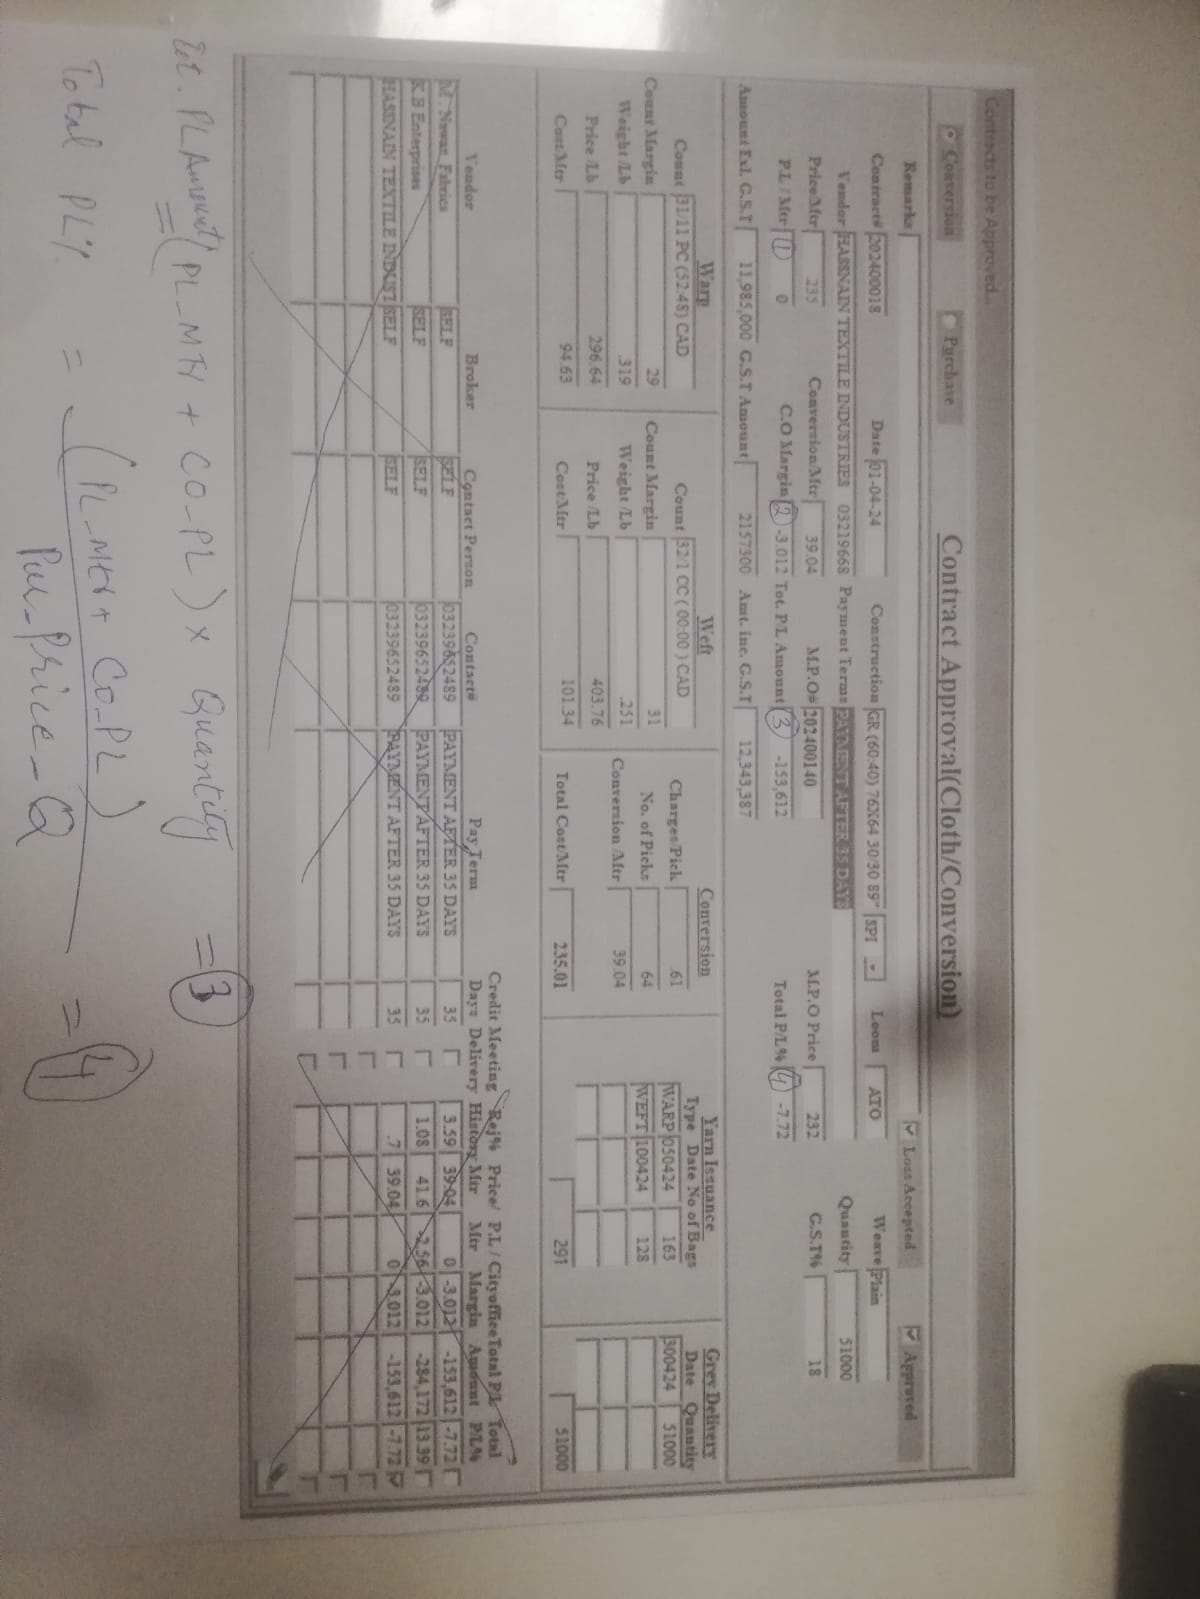 Contracts to be Approved...
Conversion Purchase Contract Approval(Cloth/Conversion)
Remarks Loss Accepted Approved
Contract# 202400018 Date 01-04-24 Construction GR (60:40) 76X64 30/30 89" SPI Loom ATO Weave Plain
Vendor HASSNAIN TEXTILE INDUSTRIES 03219668 Payment Terms PAYMENT AFTER 35 DAYS Quantity 51000
Price/Mtr 235 Conversion/Mtr 39.04 M.P.O# 202400140 M.P.O Price 232 G.S.T% 18
P.L / Mtr 1 0 C.O Margin 2 -3.012 Tot. P/L Amount 3 -153,612 Total P/L% 4 -7.72
Amount Exl. G.S.T 11,985,000 G.S.T Amount 2157300 Amt. inc. G.S.T 12,343,387
Warp Weft Conversion Yarn Issuance Grey Delivery
Type Date No of Bags Date Quantity
Count 31/11 PC (52:48) CAD Count 32/1 CC ( 00:00 ) CAD Charges/Pick .61 WARP 050424 163 300424 51000
Count Margin 29 Count Margin 31 No. of Picks 64 WEFT 100424 128
Weight /Lb .319 Weight /Lb .251 Conversion /Mtr 39.04
Price /Lb 296.64 Price /Lb 403.76
Cost/Mtr 94.63 Cost/Mtr 101.34 Total Cost/Mtr 235.01 291 51000
Credit Meeting Rej% Price/ P.L / Cityoffice Total P/L Total
Vendor Broker Contact Person Contact# Pay Term Days Delivery History Mtr Mtr Margin Amount P/L%
M. Nawaz Fabrics SELF SELF 03239652489 PAYMENT AFTER 35 DAYS 35 3.59 39.04 0 -3.012 -153,612 -7.72
K.B Enterprises SELF SELF 03239652489 PAYMENT AFTER 35 DAYS 35 1.08 41.6 -2.56 -3.012 -284,172 13.39
HASSNAIN TEXTILE INDUST SELF SELF 03239652489 PAYMENT AFTER 35 DAYS 35 .7 39.04 0 -3.012 -153,612 -7.72
PL Amount = (PL_Mtr + CO_PL) x Quantity = 3
Total PL% = (PL_Mtr + CO_PL) = 4
Pur_Price_Q